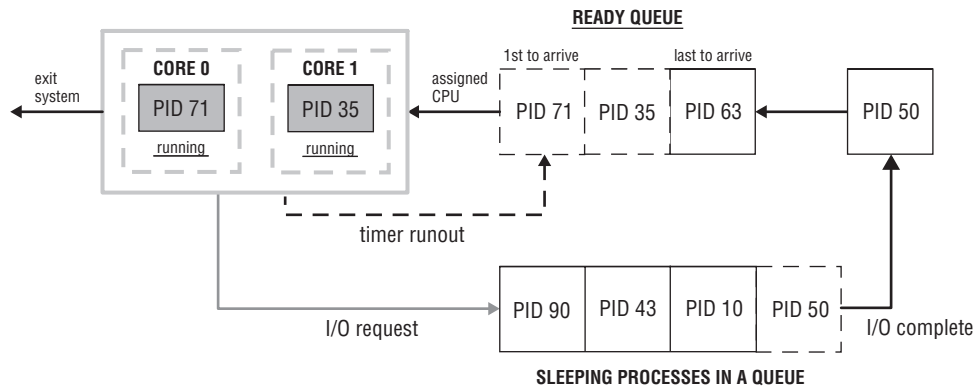 READY QUEUE
1st to arrive
last to arrive
exit
system
CORE 0
PID 71
running
CORE 1
PID 35
running
assigned
CPU
PID 71
PID 35
PID 63
PID 50
timer runout
I/O request
PID 90
PID 43
PID 10
PID 50
I/O complete
SLEEPING PROCESSES IN A QUEUE